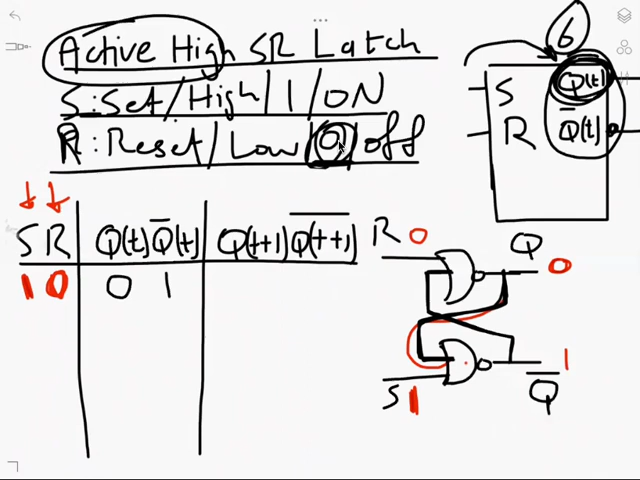 Active High SR Latch
S: Set/High/1/ON
R: Reset/Low/0/off
6
S Q(t)
R Q̅(t)
S R Q(t) Q̅(t) Q(t+1) Q̅(t+1)
1 0 0 1
R 0 Q 0
S 1 Q̅ 1